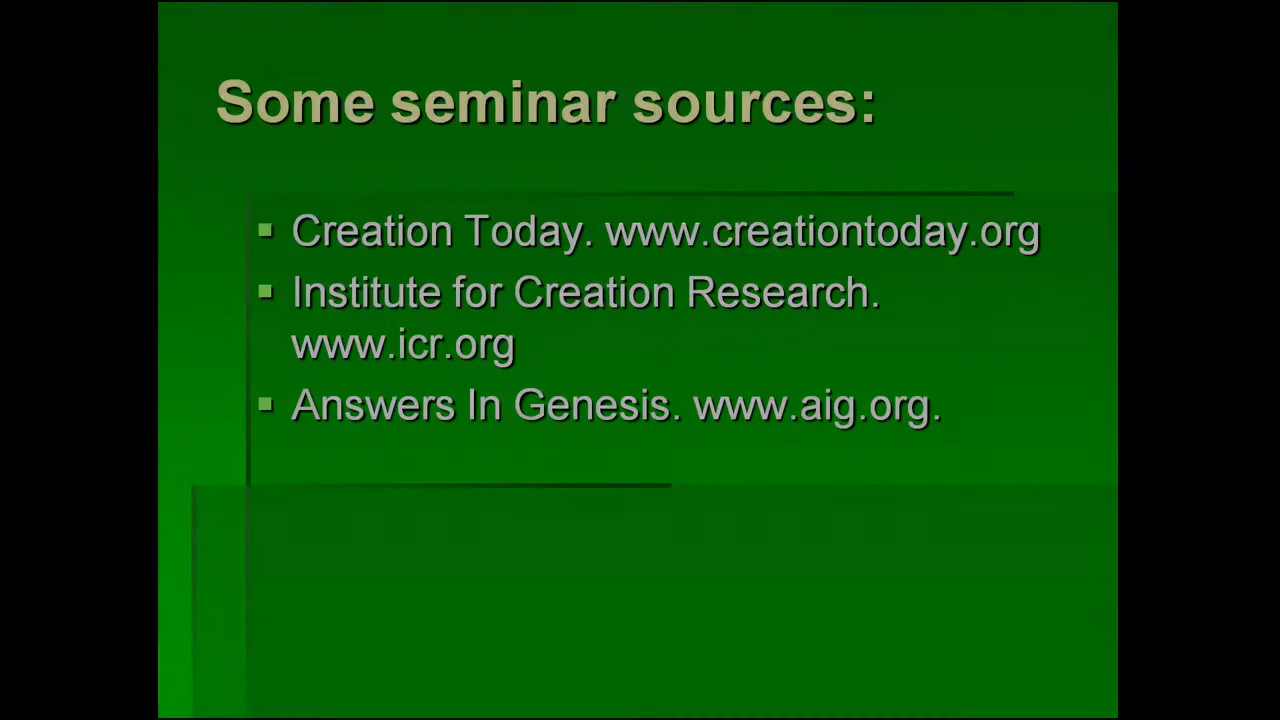 Some seminar sources:
Creation Today. www.creationtoday.org
Institute for Creation Research.
www.icr.org
Answers In Genesis. www.aig.org.